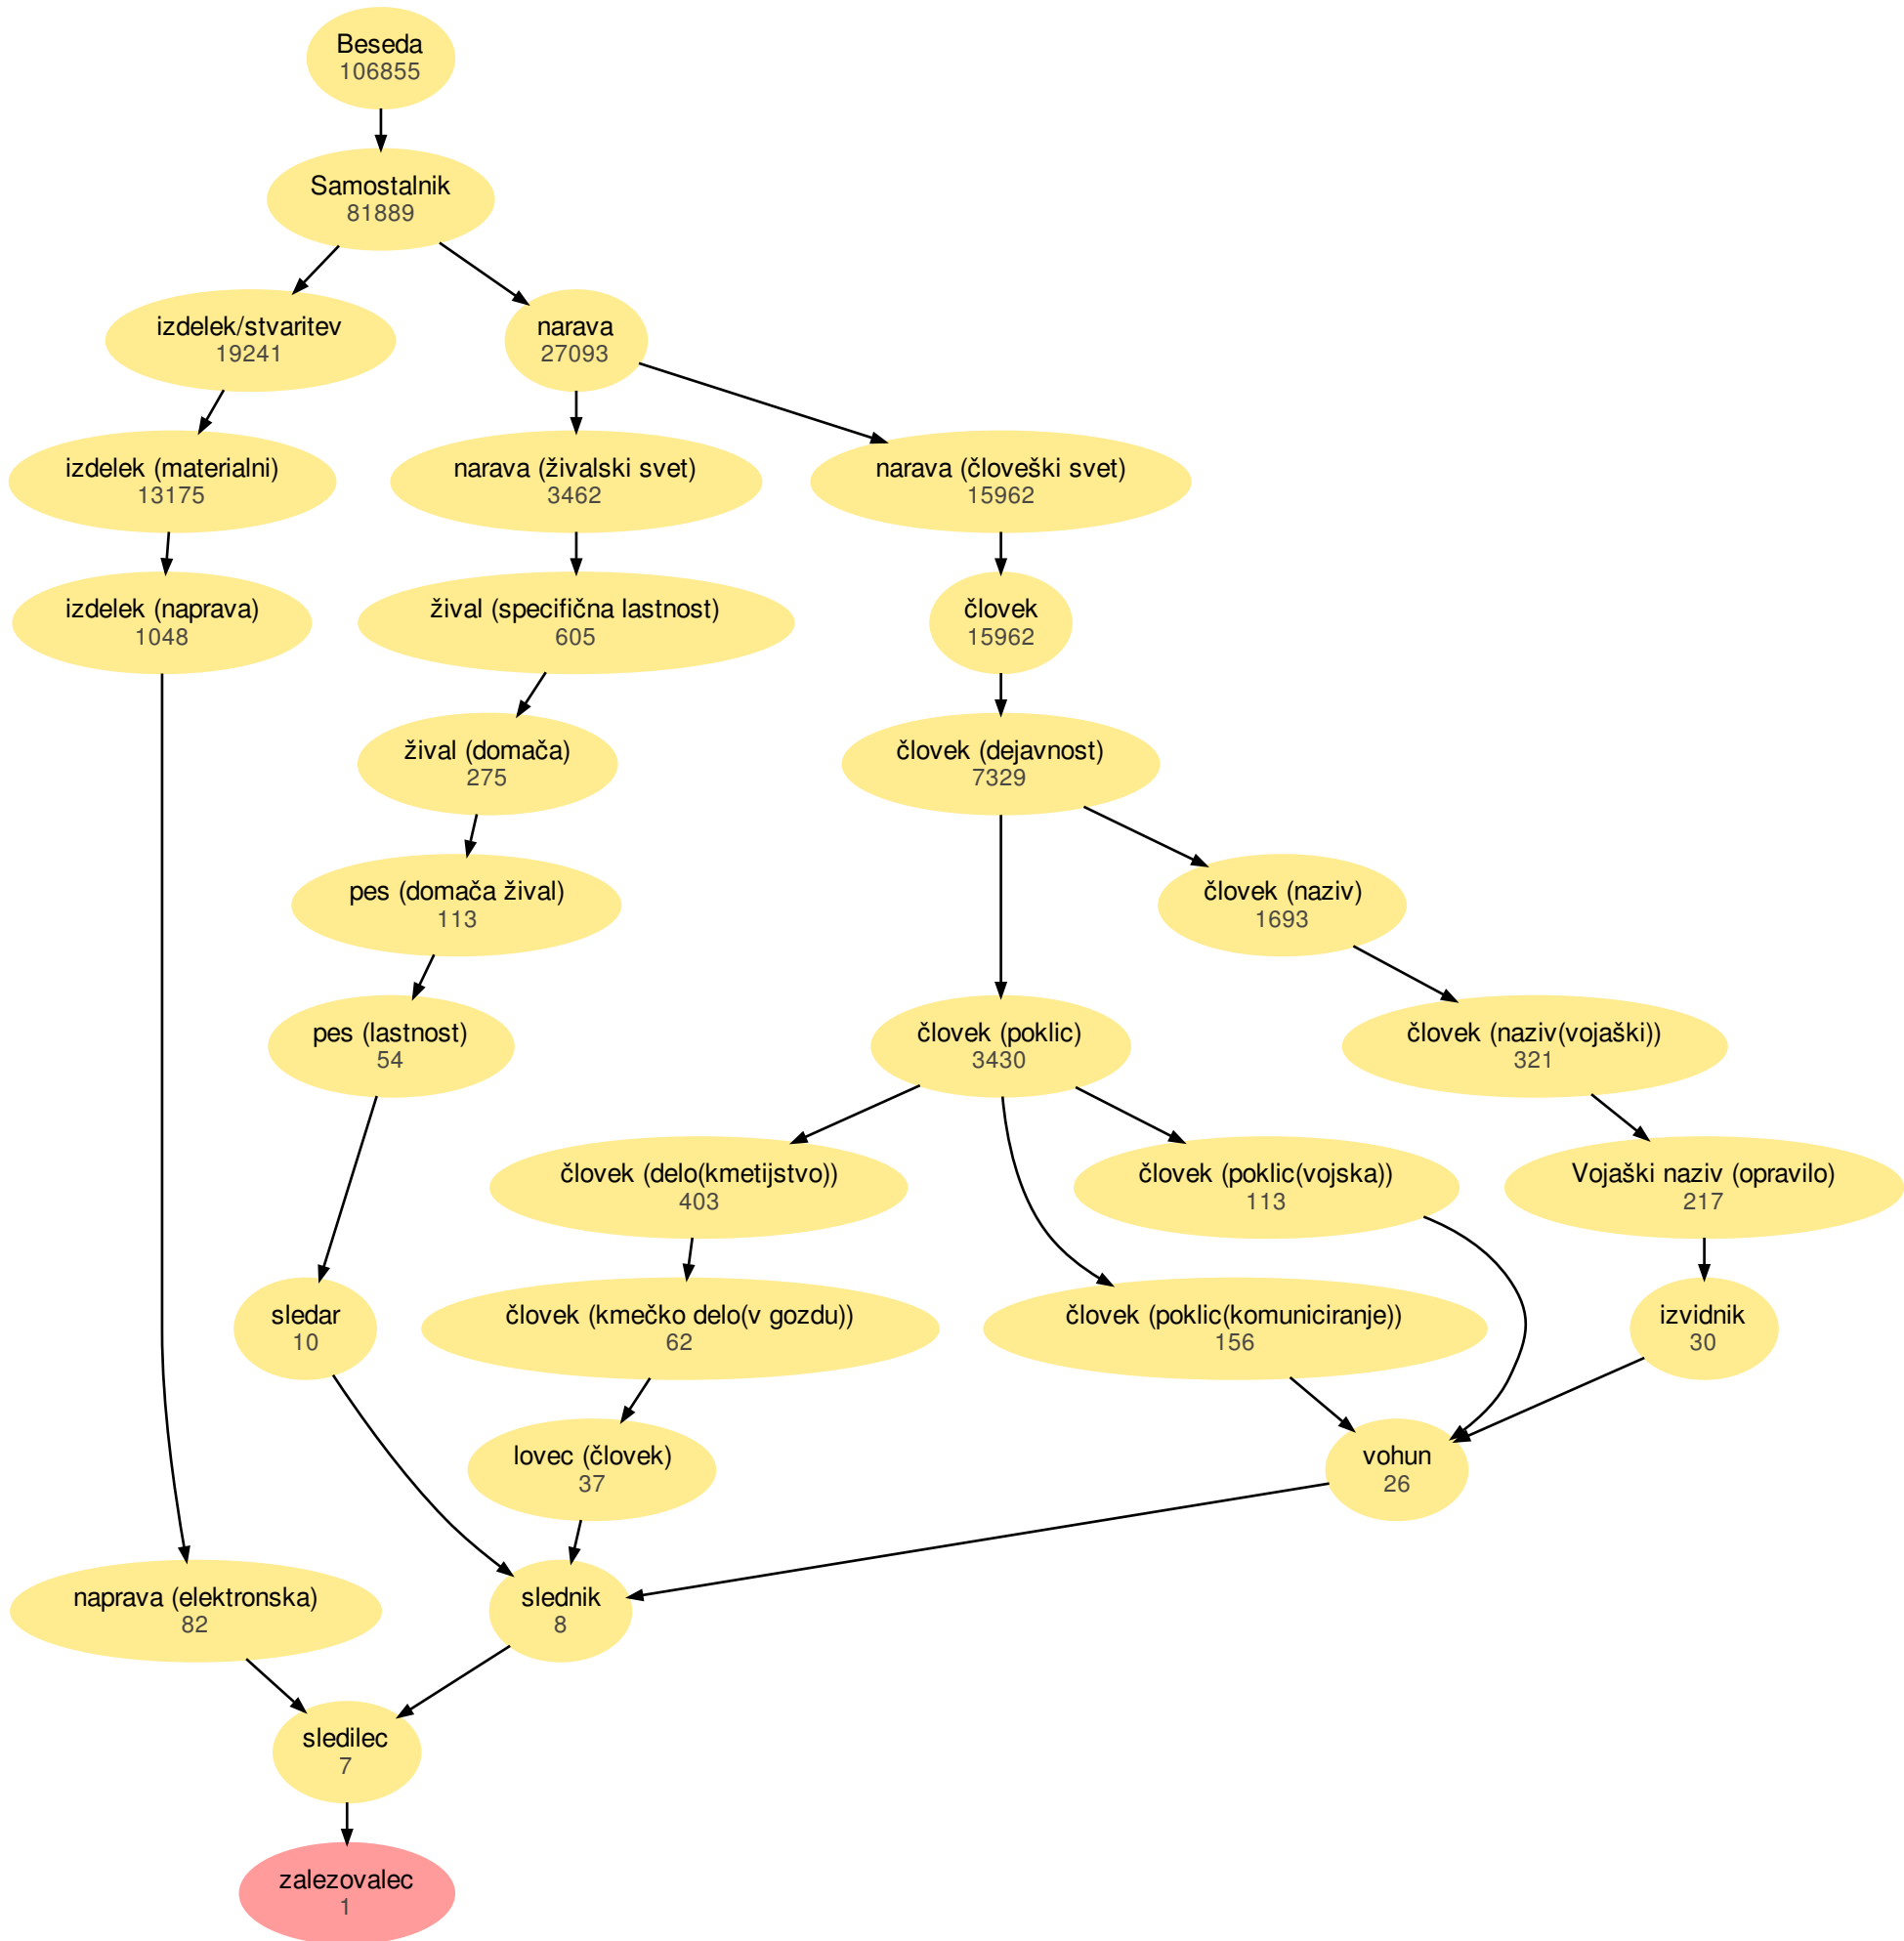 Beseda
106855
Samostalnik
81889
izdelek/stvaritev
19241
narava
27093
izdelek (materialni)
13175
narava (živalski svet)
3462
narava (človeški svet)
15962
izdelek (naprava)
1048
žival (specifična lastnost)
605
človek
15962
žival (domača)
275
človek (dejavnost)
7329
pes (domača žival)
113
človek (naziv)
1693
pes (lastnost)
54
človek (poklic)
3430
človek (naziv(vojaški))
321
človek (delo(kmetijstvo))
403
človek (poklic(vojska))
113
Vojaški naziv (opravilo)
217
sledar
10
človek (kmečko delo(v gozdu))
62
človek (poklic(komuniciranje))
156
izvidnik
30
lovec (človek)
37
vohun
26
naprava (elektronska)
82
slednik
8
sledilec
7
zalezovalec
1